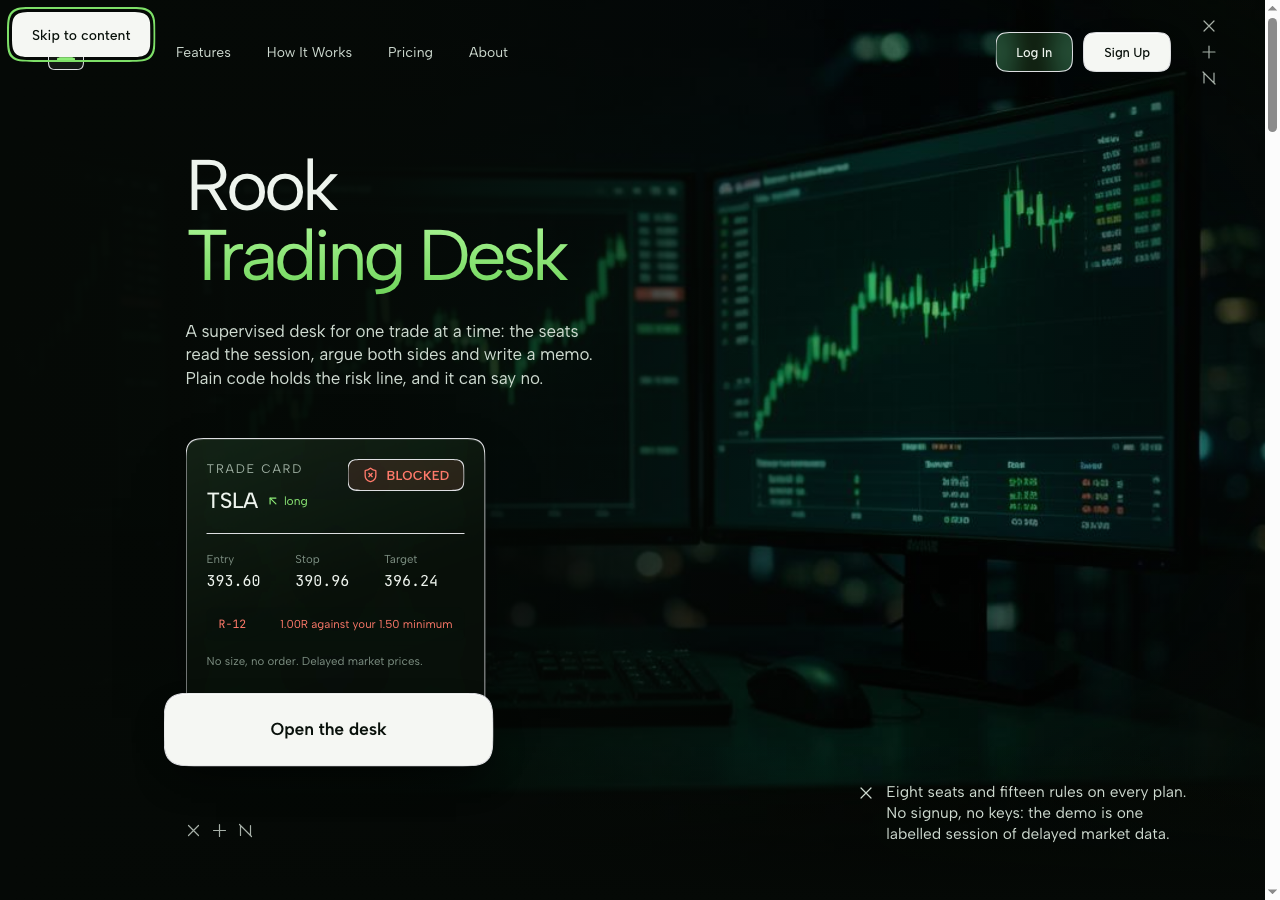 Skip to content
Features
How It Works
Pricing
About
Log In
Sign Up
Rook
Trading Desk
A supervised desk for one trade at a time: the seats
read the session, argue both sides and write a memo.
Plain code holds the risk line, and it can say no.
TRADE CARD
BLOCKED
TSLA
long
Entry
Stop
Target
393.60
390.96
396.24
R-12
1.00R against your 1.50 minimum
No size, no order. Delayed market prices.
Open the desk
Eight seats and fifteen rules on every plan.
No signup, no keys: the demo is one
labelled session of delayed market data.